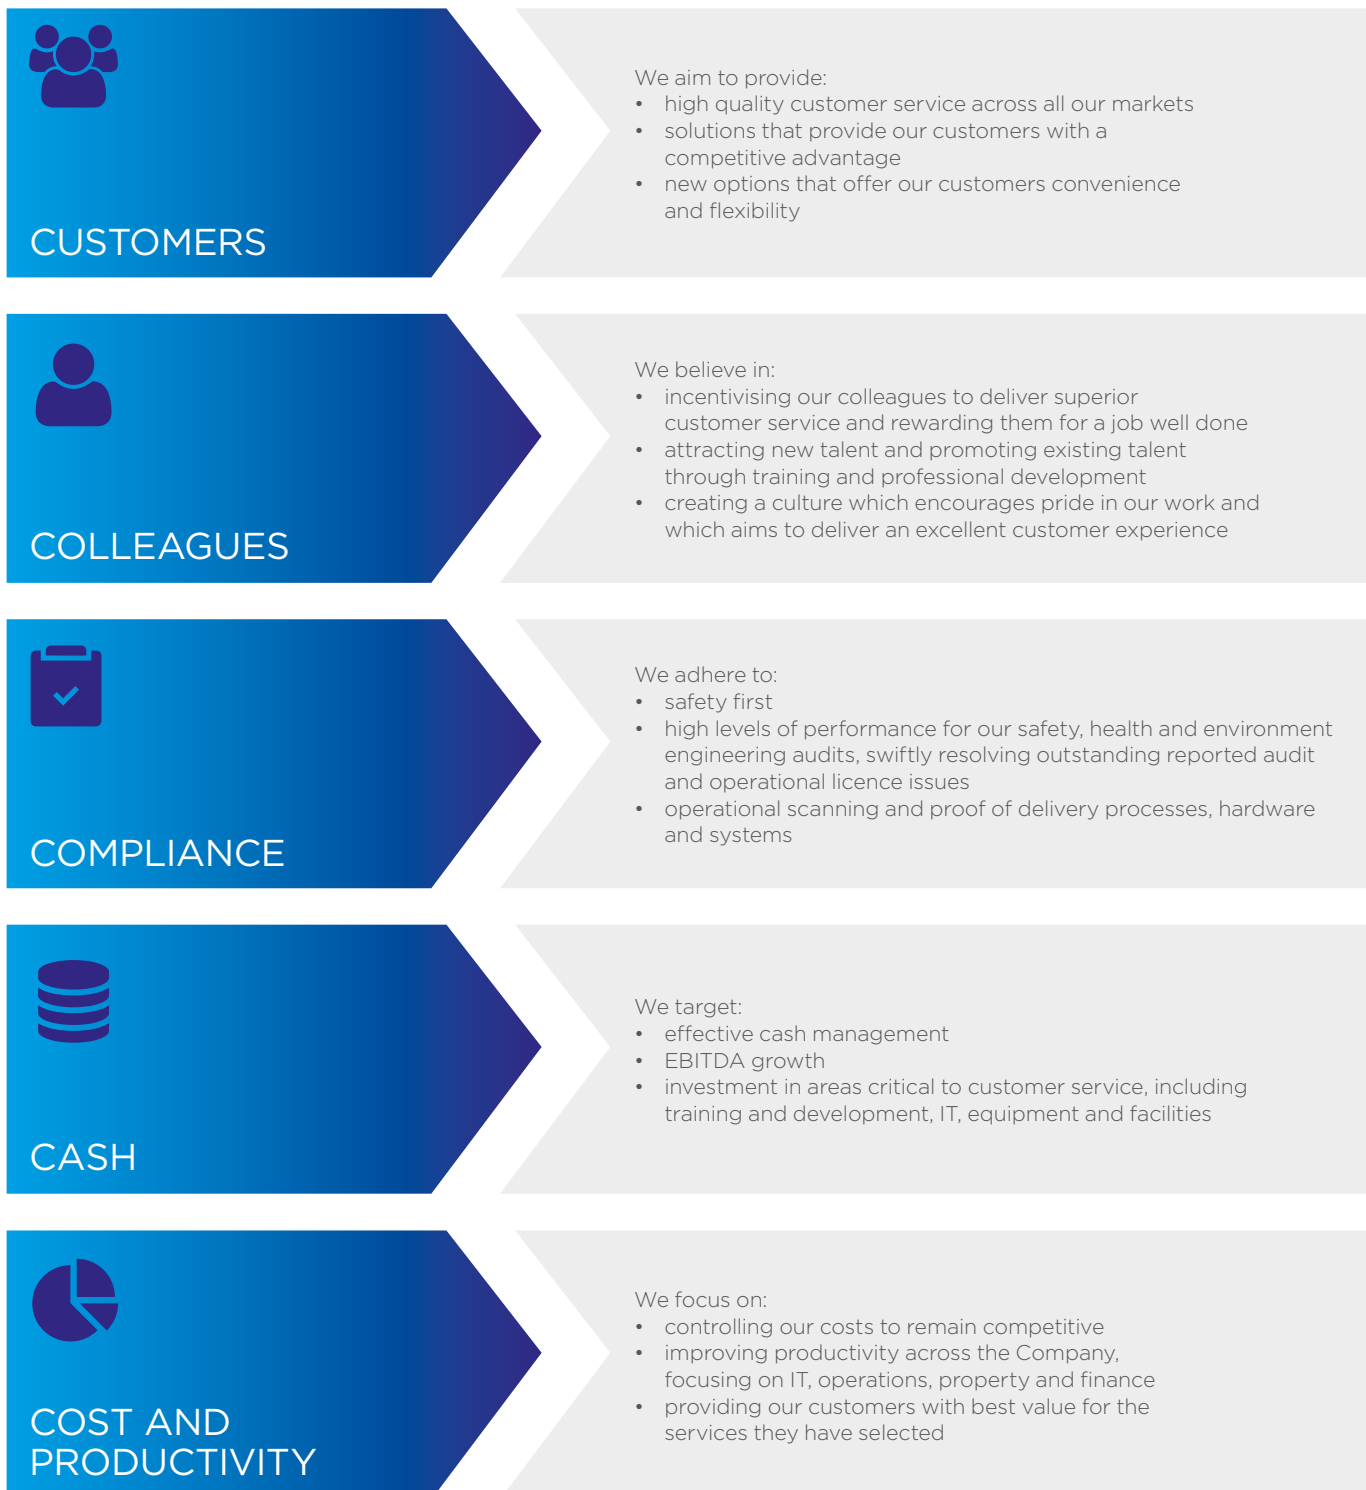 CUSTOMERS
We aim to provide:
• high quality customer service across all our markets
• solutions that provide our customers with a
competitive advantage
• new options that offer our customers convenience
and flexibility
COLLEAGUES
We believe in:
• incentivising our colleagues to deliver superior
customer service and rewarding them for a job well done
• attracting new talent and promoting existing talent
through training and professional development
• creating a culture which encourages pride in our work and
which aims to deliver an excellent customer experience
COMPLIANCE
We adhere to:
• safety first
• high levels of performance for our safety, health and environment
engineering audits, swiftly resolving outstanding reported audit
and operational licence issues
• operational scanning and proof of delivery processes, hardware
and systems
CASH
We target:
• effective cash management
• EBITDA growth
• investment in areas critical to customer service, including
training and development, IT, equipment and facilities
COST AND
PRODUCTIVITY
We focus on:
• controlling our costs to remain competitive
• improving productivity across the Company,
focusing on IT, operations, property and finance
• providing our customers with best value for the
services they have selected